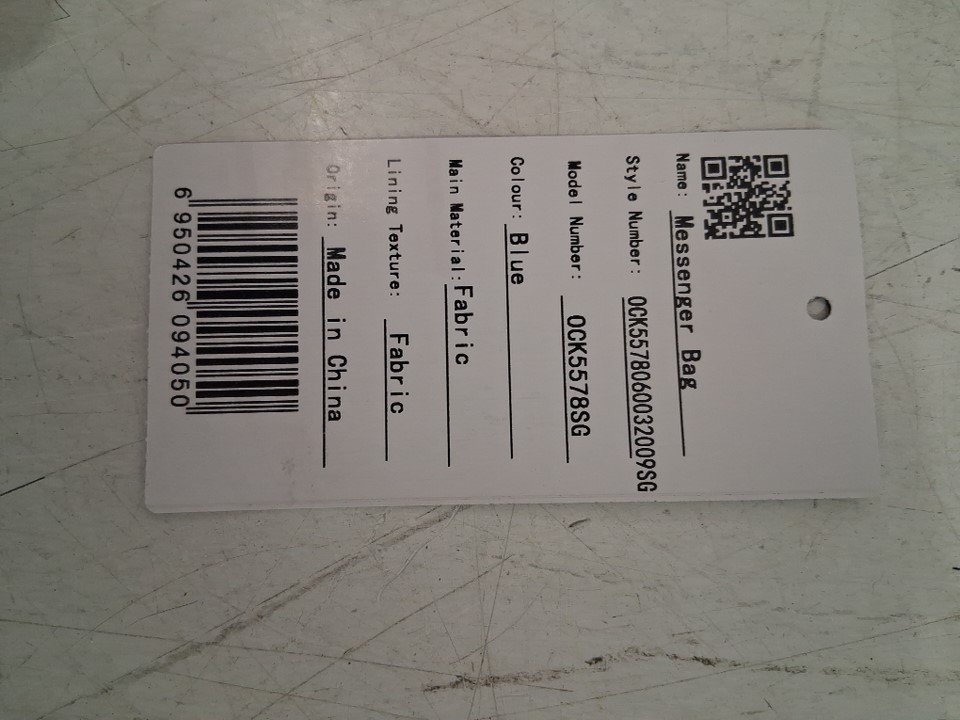 Name: Messenger Bag
Style Number: OCK5578060032009SG
Model Number: OCK5578SG
Colour: Blue
Main Material: Fabric
Lining Texture: Fabric
Origin: Made in China
6 950426 094050